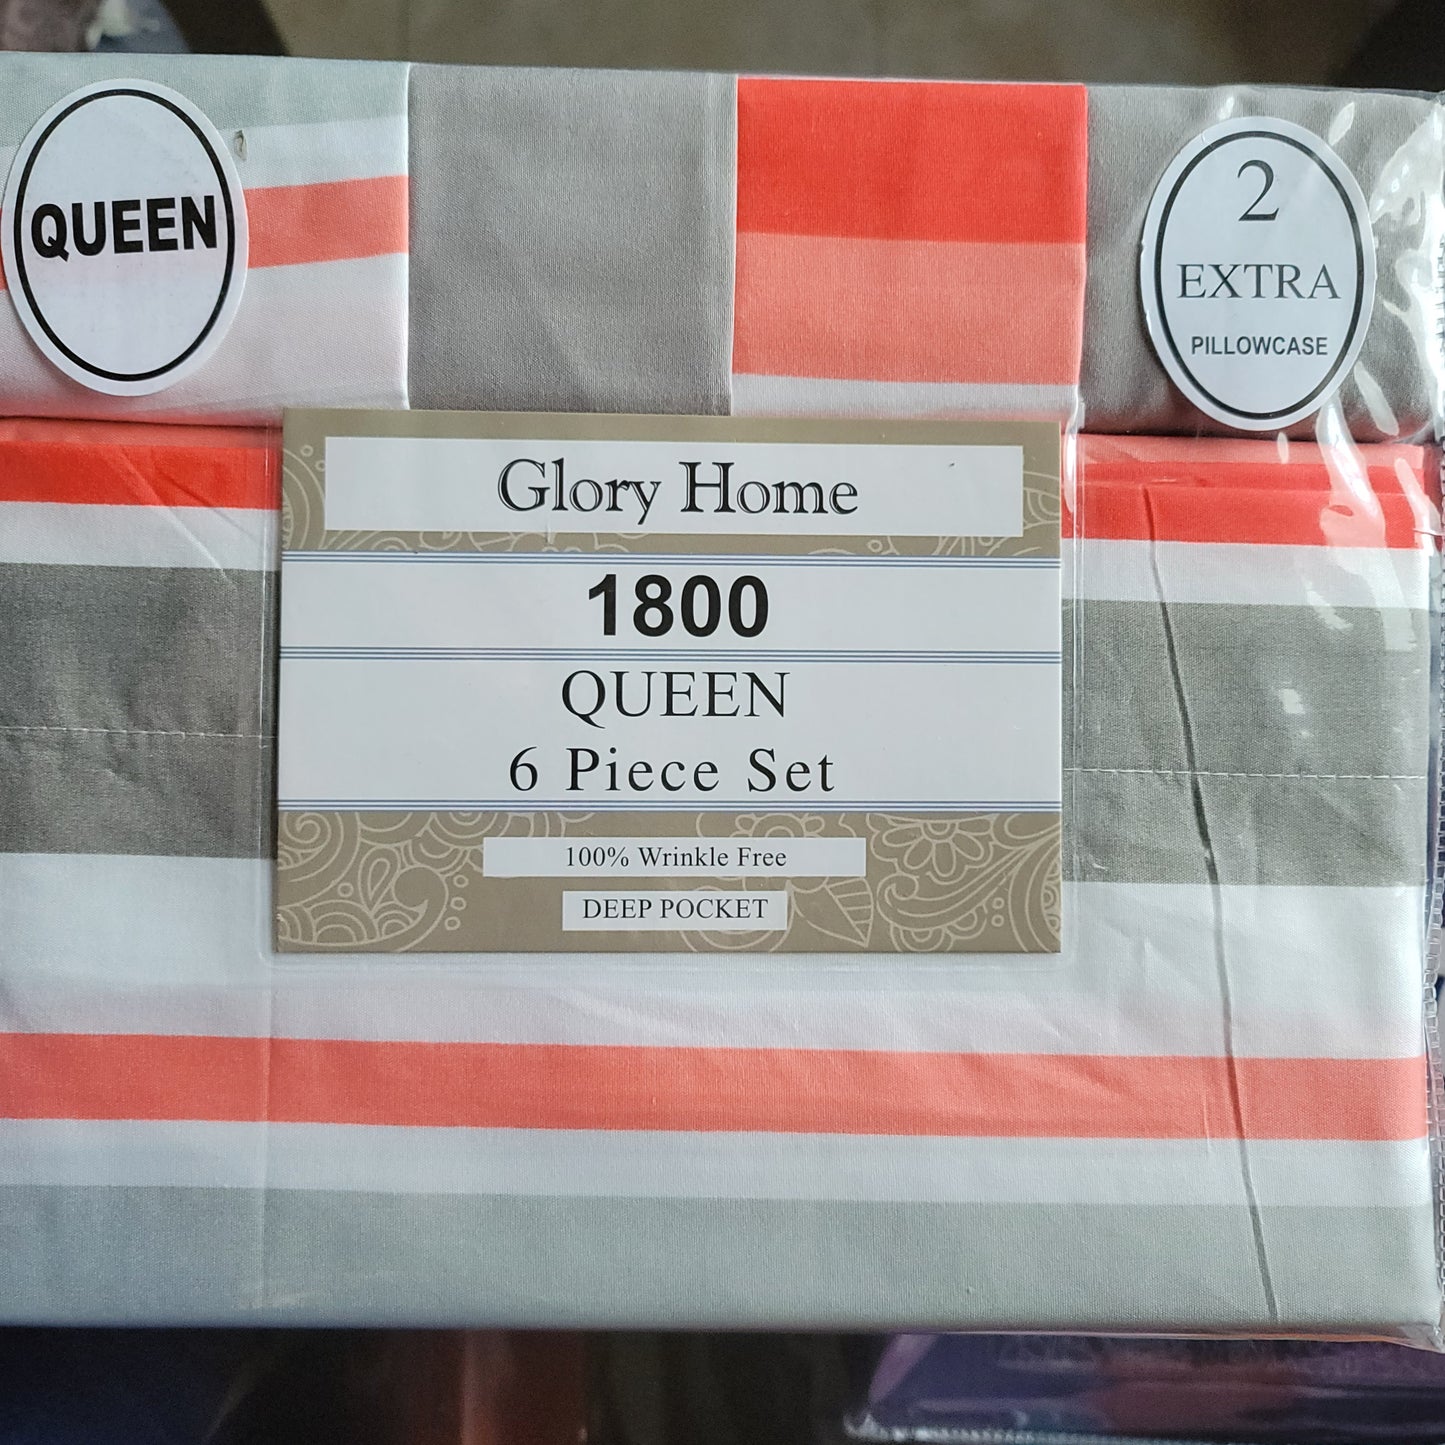 QUEEN
2
EXTRA
PILLOWCASE
Glory Home
1800
QUEEN
6 Piece Set
100% Wrinkle Free
DEEP POCKET